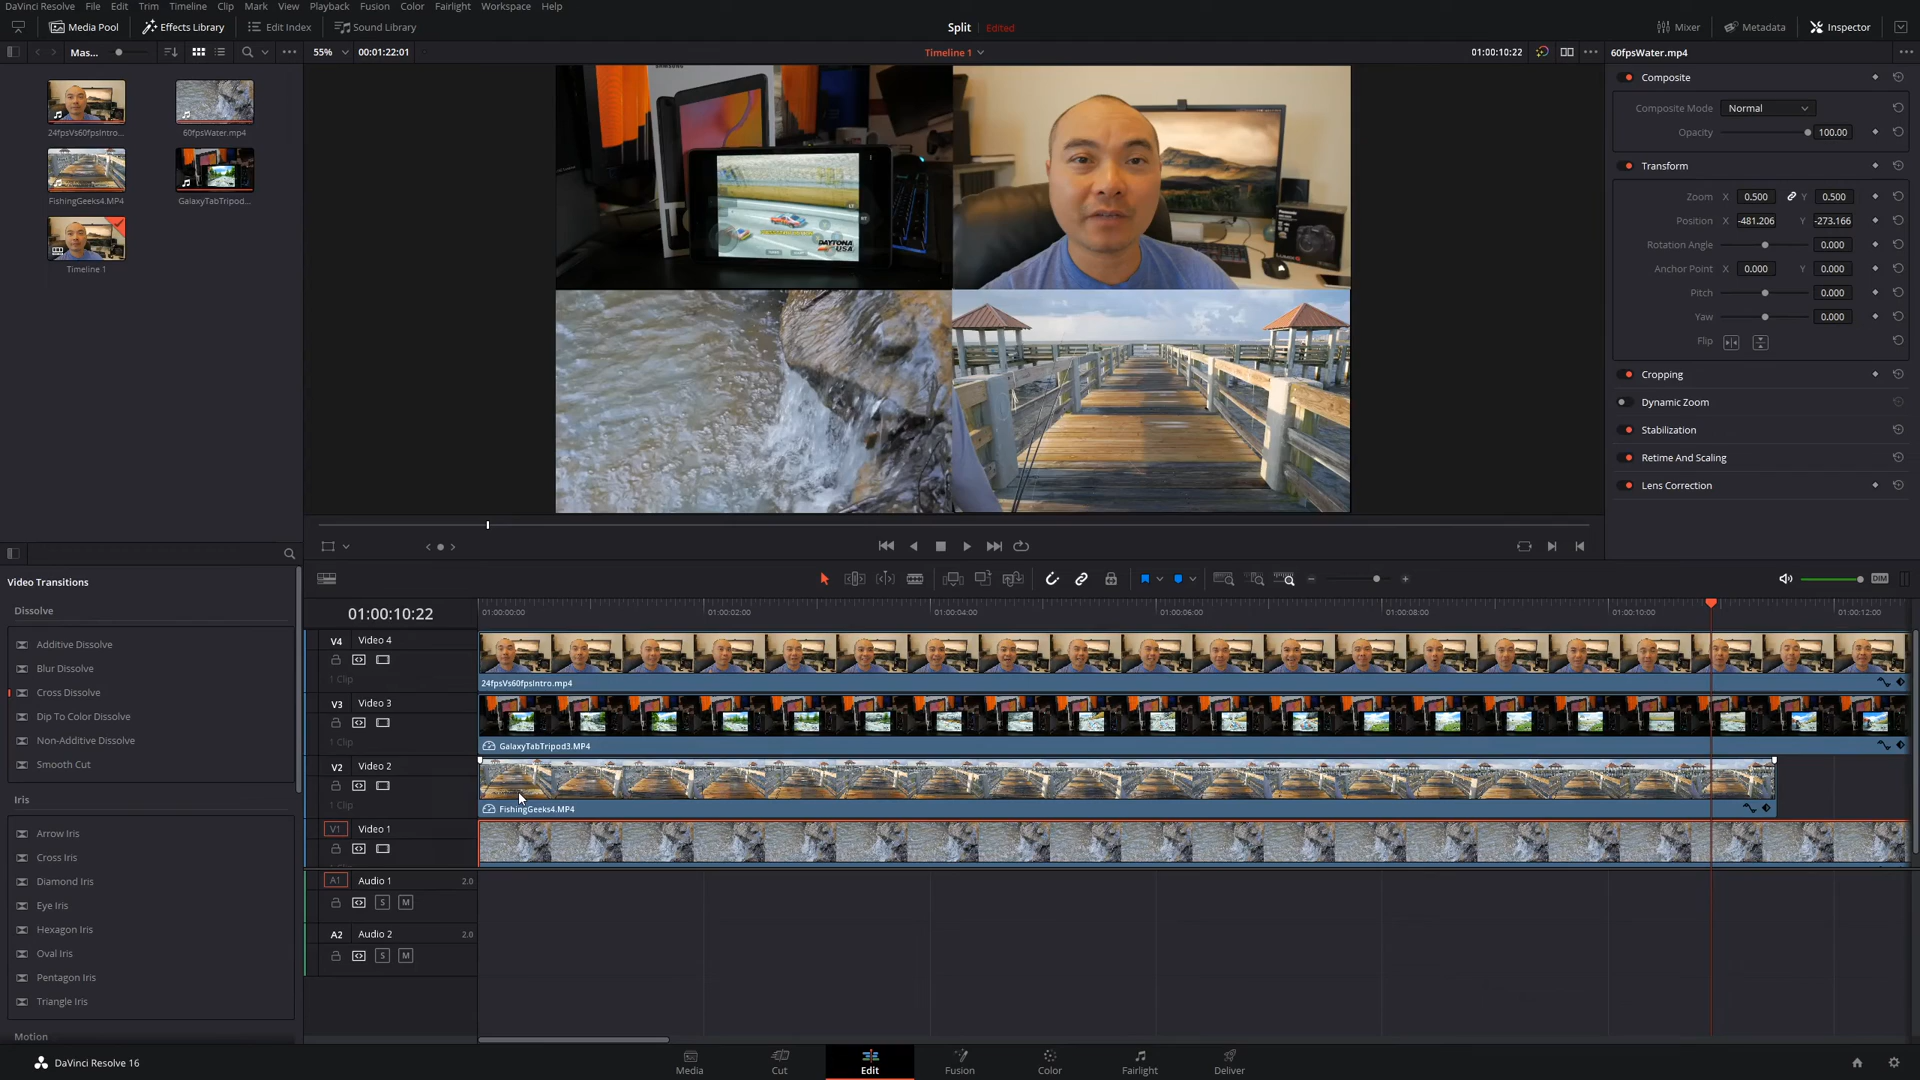 DaVinci Resolve File Edit Trim Timeline Clip Mark View Playback Fusion Color Fairlight Workspace Help
Media Pool Effects Library Edit Index Sound Library Split Edited Mixer Metadata Inspector
Mas... 55% 00:01:22:01 Timeline 1 01:00:10:22 60fpsWater.mp4
24fpsVs60fpsIntro... 60fpsWater.mp4
FishingGeeks4.MP4 GalaxyTabTripod...
Timeline 1
SAMSUNG
DAYTONA
USA
Panasonic
LUMIX
Composite
Composite Mode Normal
Opacity 100.00
Transform
Zoom X 0.500 Y 0.500
Position X -481.206 Y -273.166
Rotation Angle 0.000
Anchor Point X 0.000 Y 0.000
Pitch 0.000
Yaw 0.000
Flip
Cropping
Dynamic Zoom
Stabilization
Retime And Scaling
Lens Correction
Video Transitions
Dissolve
Additive Dissolve
Blur Dissolve
Cross Dissolve
Dip To Color Dissolve
Non-Additive Dissolve
Smooth Cut
Iris
Arrow Iris
Cross Iris
Diamond Iris
Eye Iris
Hexagon Iris
Oval Iris
Pentagon Iris
Triangle Iris
Motion
DIM
01:00:10:22 01:00:00:00 01:00:02:00 01:00:04:00 01:00:06:00 01:00:08:00 01:00:10:00 01:00:12:00
V4 Video 4
1 Clip
24fpsVs60fpsIntro.mp4
V3 Video 3
1 Clip
GalaxyTabTripod3.MP4
V2 Video 2
1 Clip
FishingGeeks4.MP4
V1 Video 1
A1 Audio 1 2.0
S M
A2 Audio 2 2.0
S M
DaVinci Resolve 16
Media Cut Edit Fusion Color Fairlight Deliver